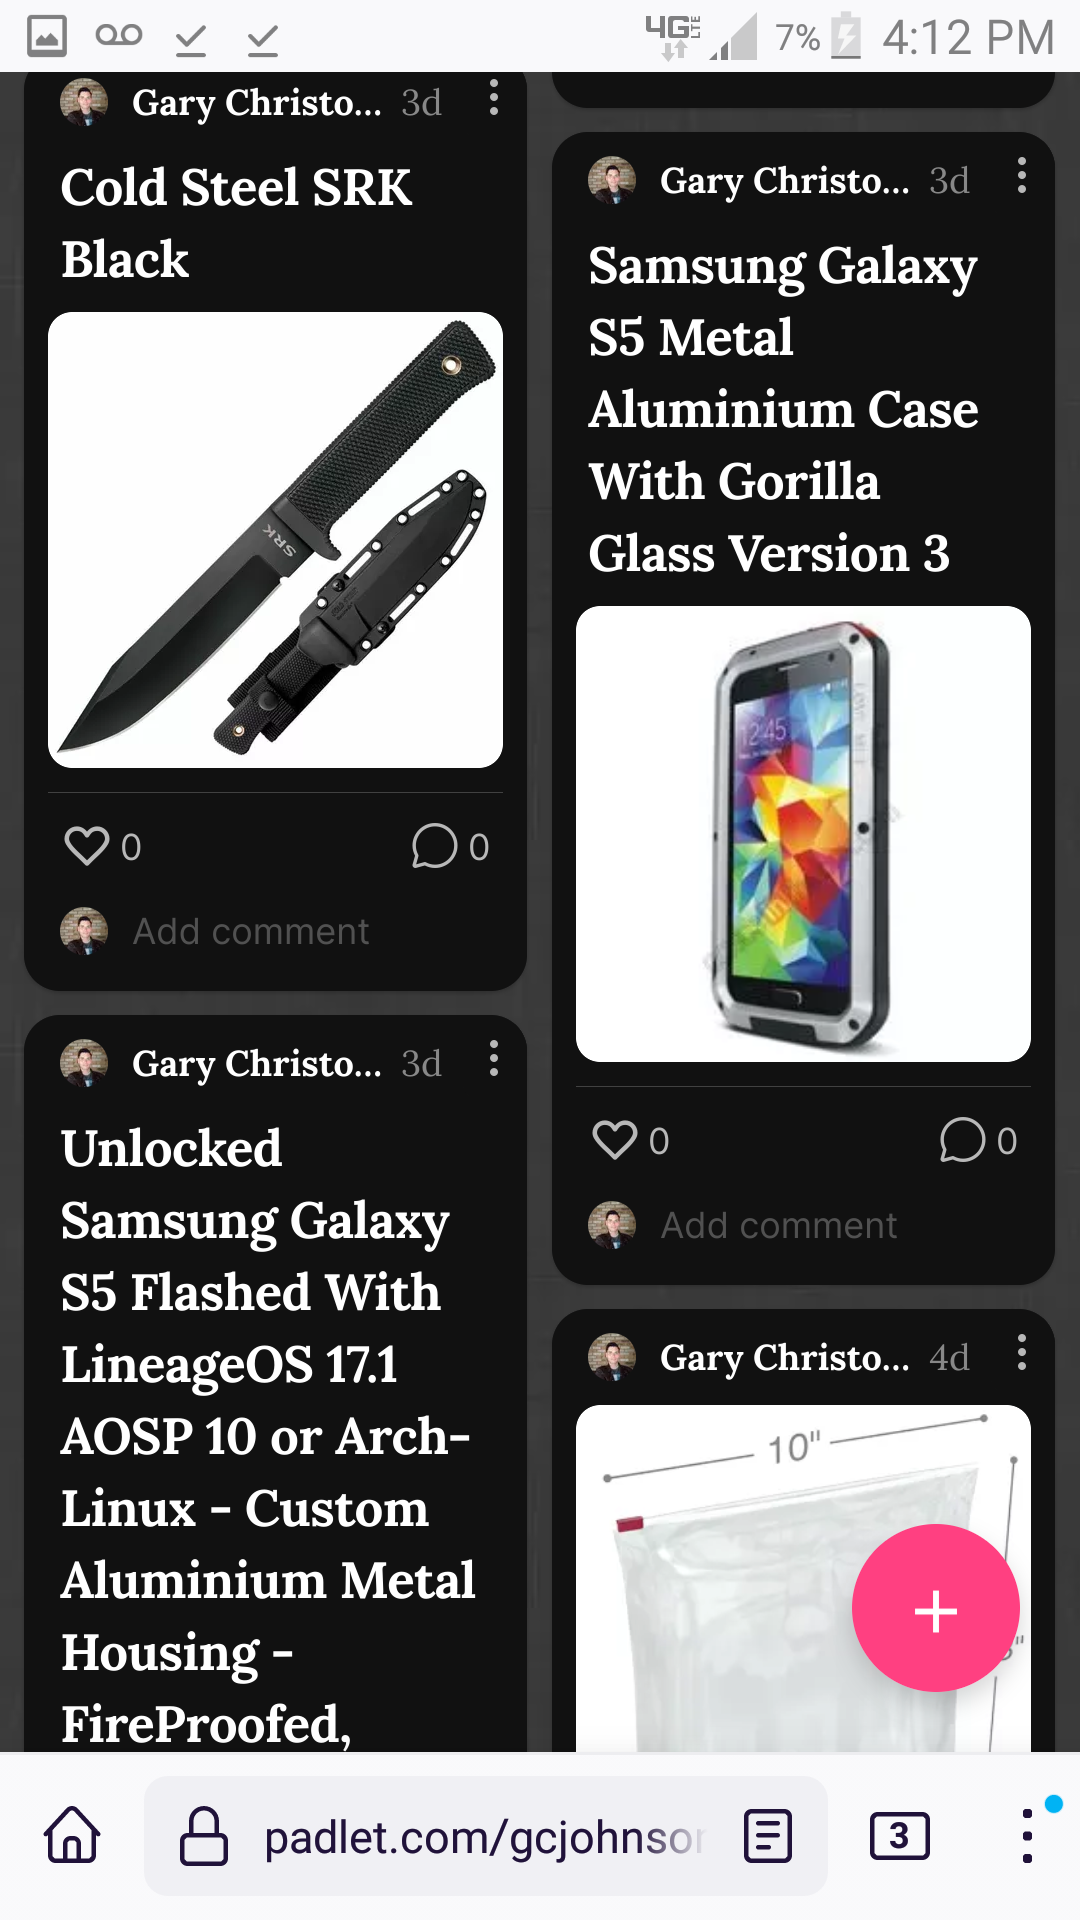 4G LTE 7% 4:12 PM
Gary Christo... 3d
Cold Steel SRK
Black
SRK
0 0
Add comment
Gary Christo... 3d
Unlocked
Samsung Galaxy
S5 Flashed With
LineageOS 17.1
AOSP 10 or Arch-
Linux - Custom
Aluminium Metal
Housing -
FireProofed,
Gary Christo... 3d
Samsung Galaxy
S5 Metal
Aluminium Case
With Gorilla
Glass Version 3
12:45
0 0
Add comment
Gary Christo... 4d
10"
padlet.com/gcjohnson
3